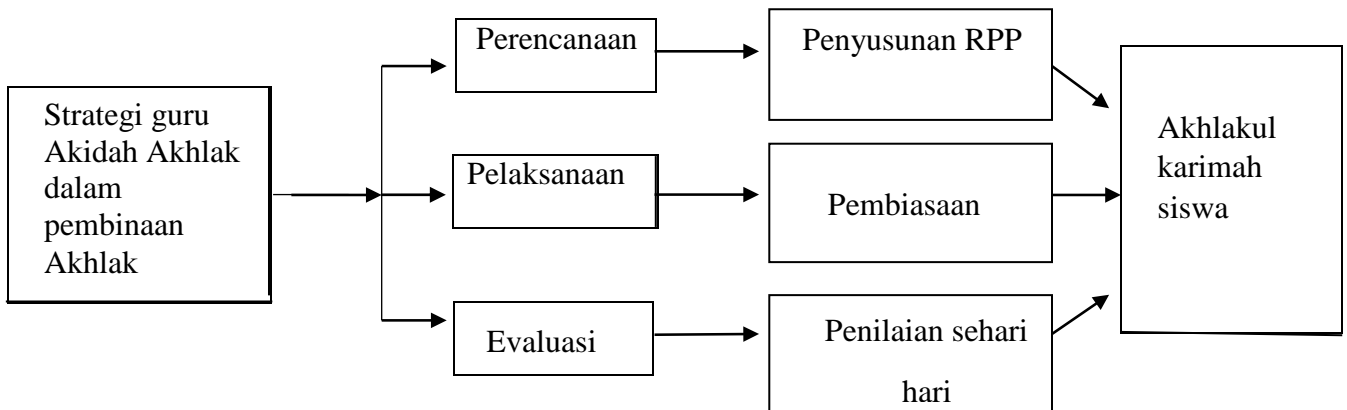 Strategi guru
Akidah Akhlak
dalam
pembinaan
Akhlak
Perencanaan
Pelaksanaan
Evaluasi
Penyusunan RPP
Pembiasaan
Penilaian sehari
hari
Akhlakul
karimah
siswa